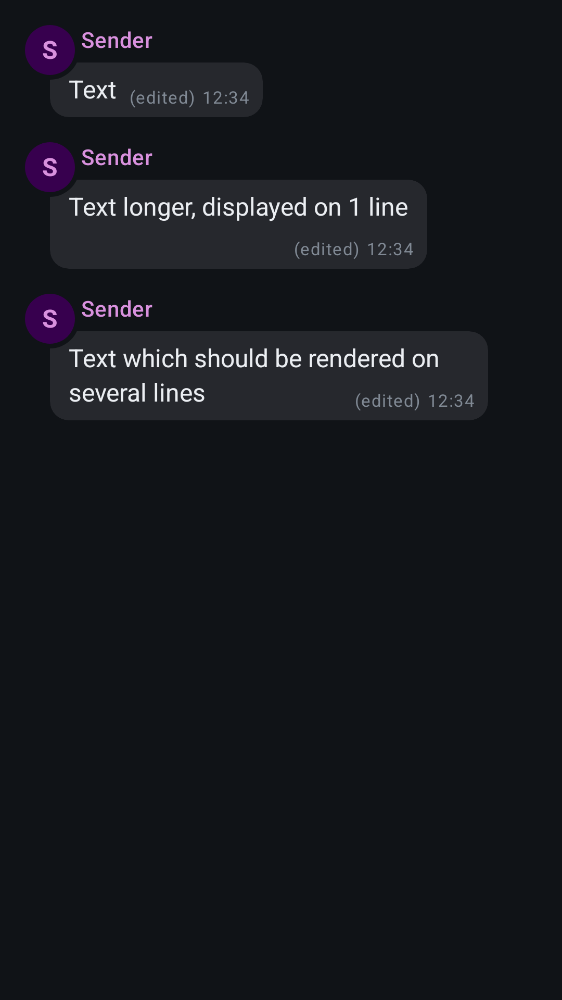 S Sender
Text (edited) 12:34
S Sender
Text longer, displayed on 1 line
(edited) 12:34
S Sender
Text which should be rendered on
several lines (edited) 12:34